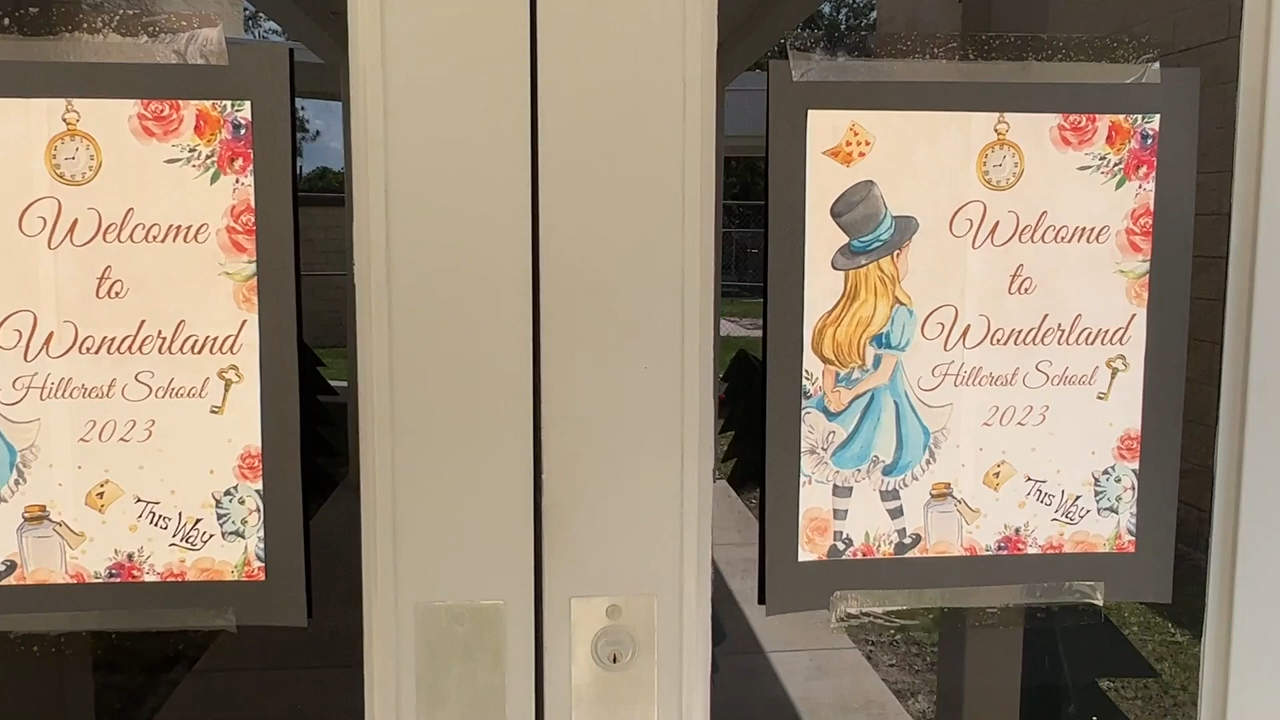 Welcome
to
Wonderland
Hillcrest School
2023
This Way
Welcome
to
Wonderland
Hillcrest School
2023
This Way